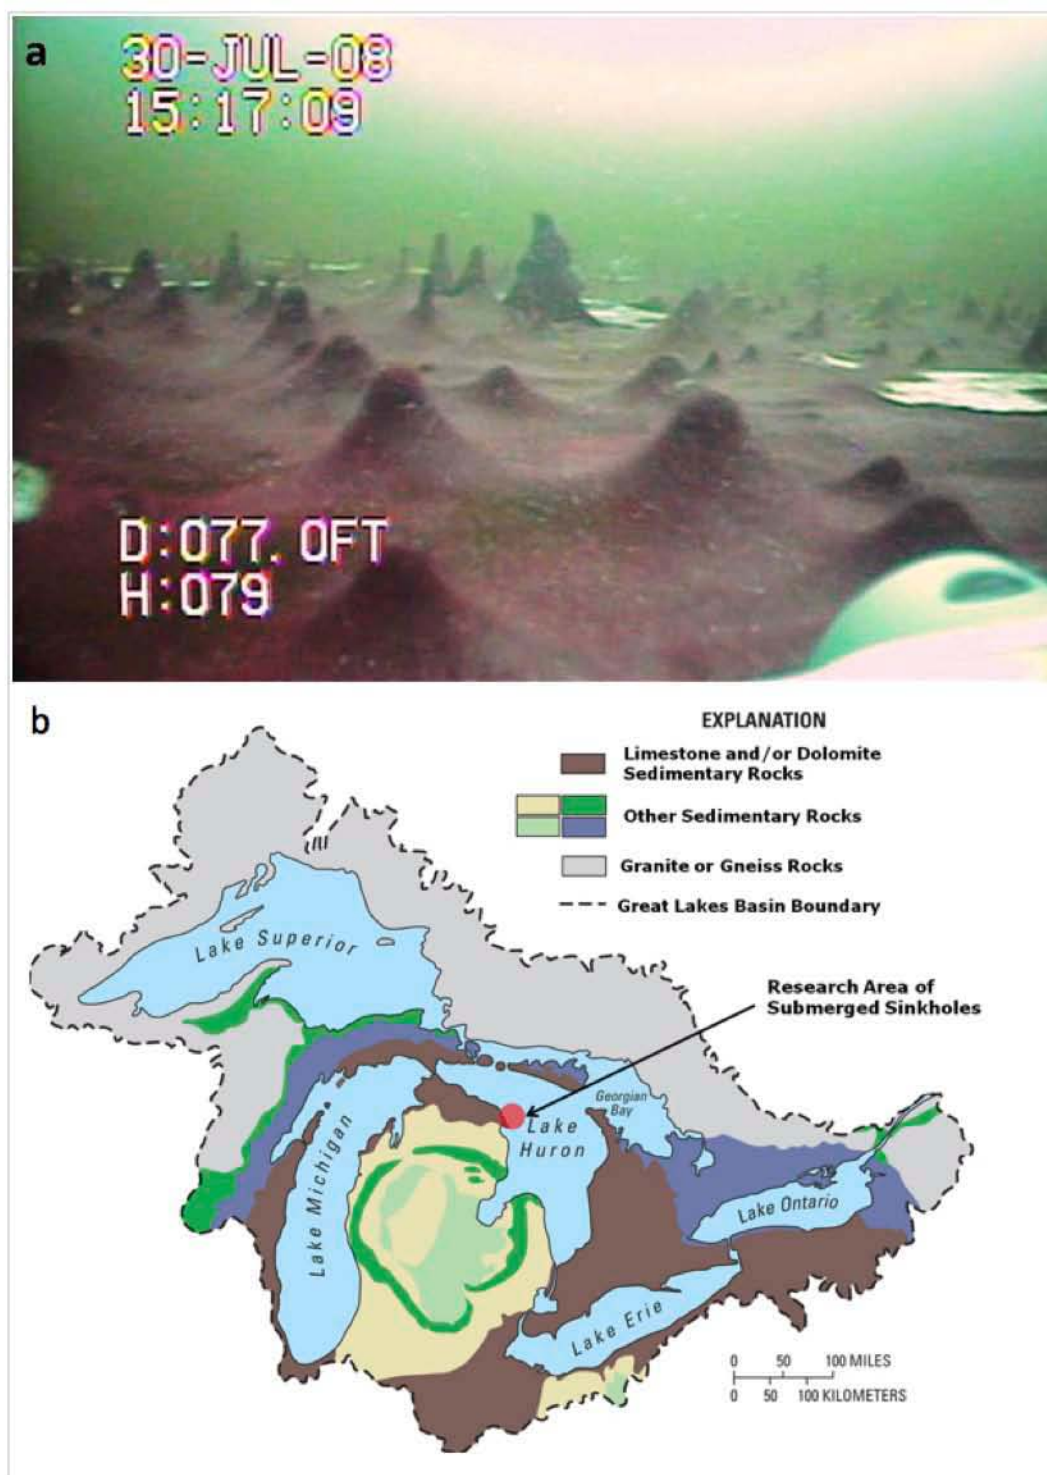 a
30-JUL-08
15:17:09
D:077.0FT
H:079
b
EXPLANATION
Limestone and/or Dolomite
Sedimentary Rocks
Other Sedimentary Rocks
Granite or Gneiss Rocks
Great Lakes Basin Boundary
Research Area of
Submerged Sinkholes
Lake Superior
Georgian
Bay
Lake
Huron
Lake Michigan
Lake Ontario
Lake Erie
0 50 100 MILES
0 50 100 KILOMETERS